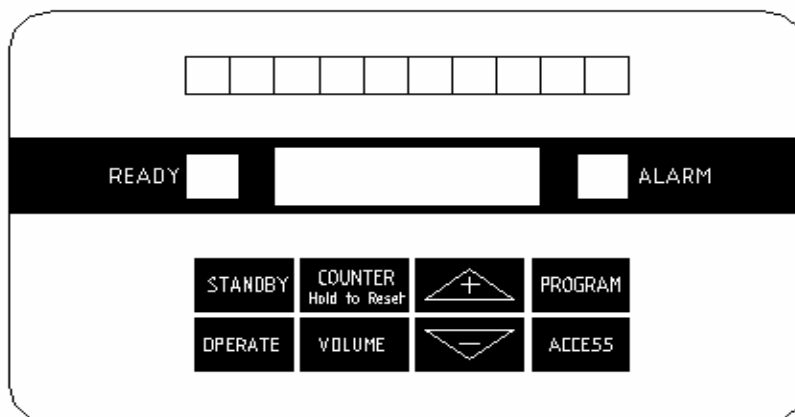 READY
ALARM
STANDBY
COUNTER
Hold to Reset
+
PROGRAM
OPERATE
VOLUME
-
ACCESS